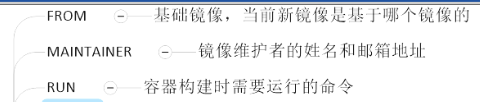 FROM 基础镜像，当前新镜像是基于哪个镜像的
MAINTAINER 镜像维护者的姓名和邮箱地址
RUN 容器构建时需要运行的命令